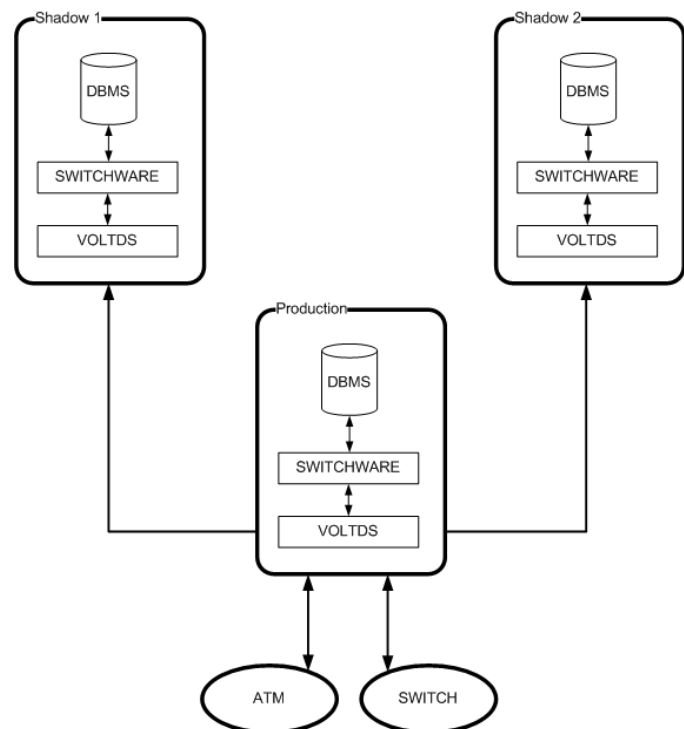 Shadow 1
DBMS
SWITCHWARE
VOLTDS
Shadow 2
DBMS
SWITCHWARE
VOLTDS
Production
DBMS
SWITCHWARE
VOLTDS
ATM
SWITCH